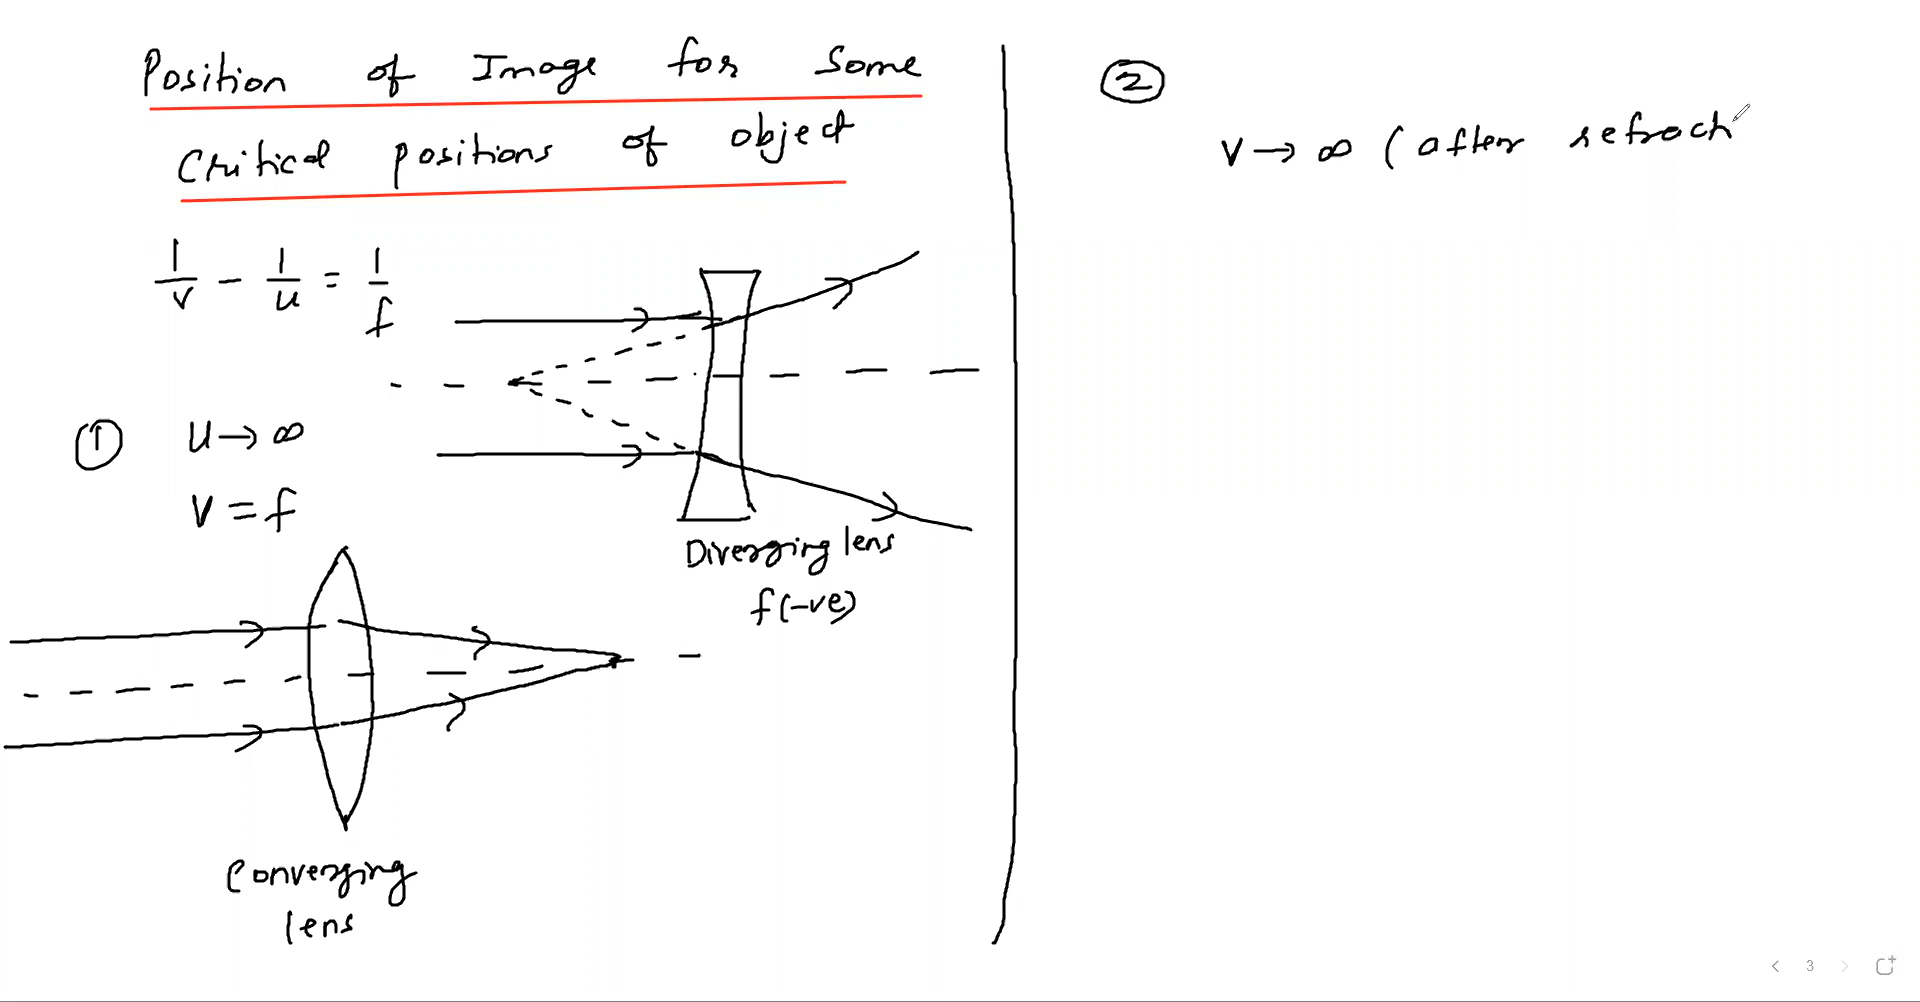 Position of Image for Some
Critical positions of object
1/v - 1/u = 1/f
① u → ∞
v = f
Diverging lens
f(-ve)
Converging
lens
②
v → ∞ (after refracti
3